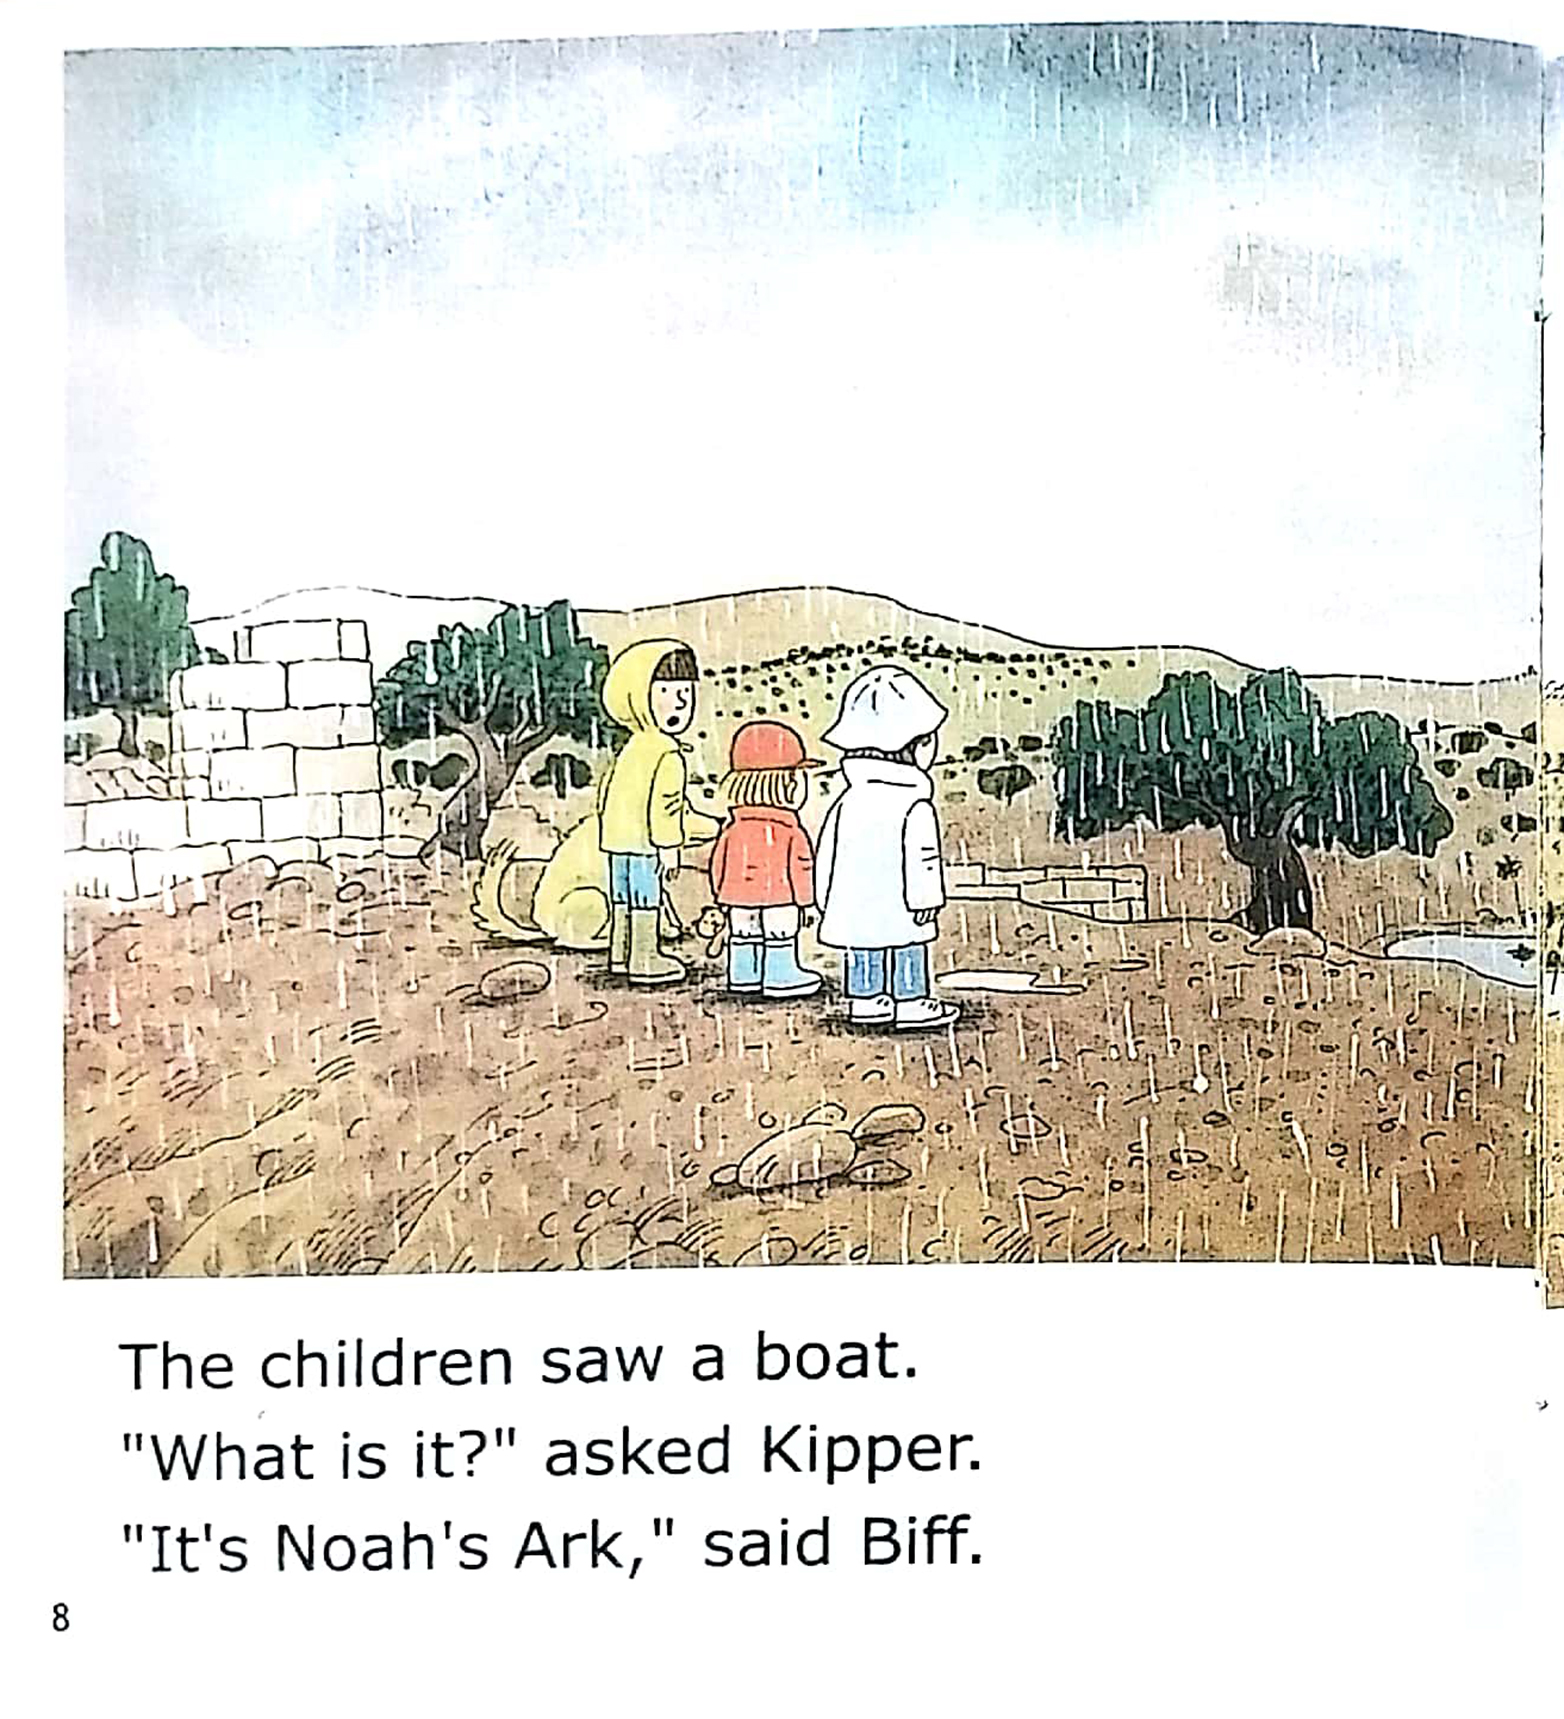 The children saw a boat.
"What is it?" asked Kipper.
"It's Noah's Ark," said Biff.
8